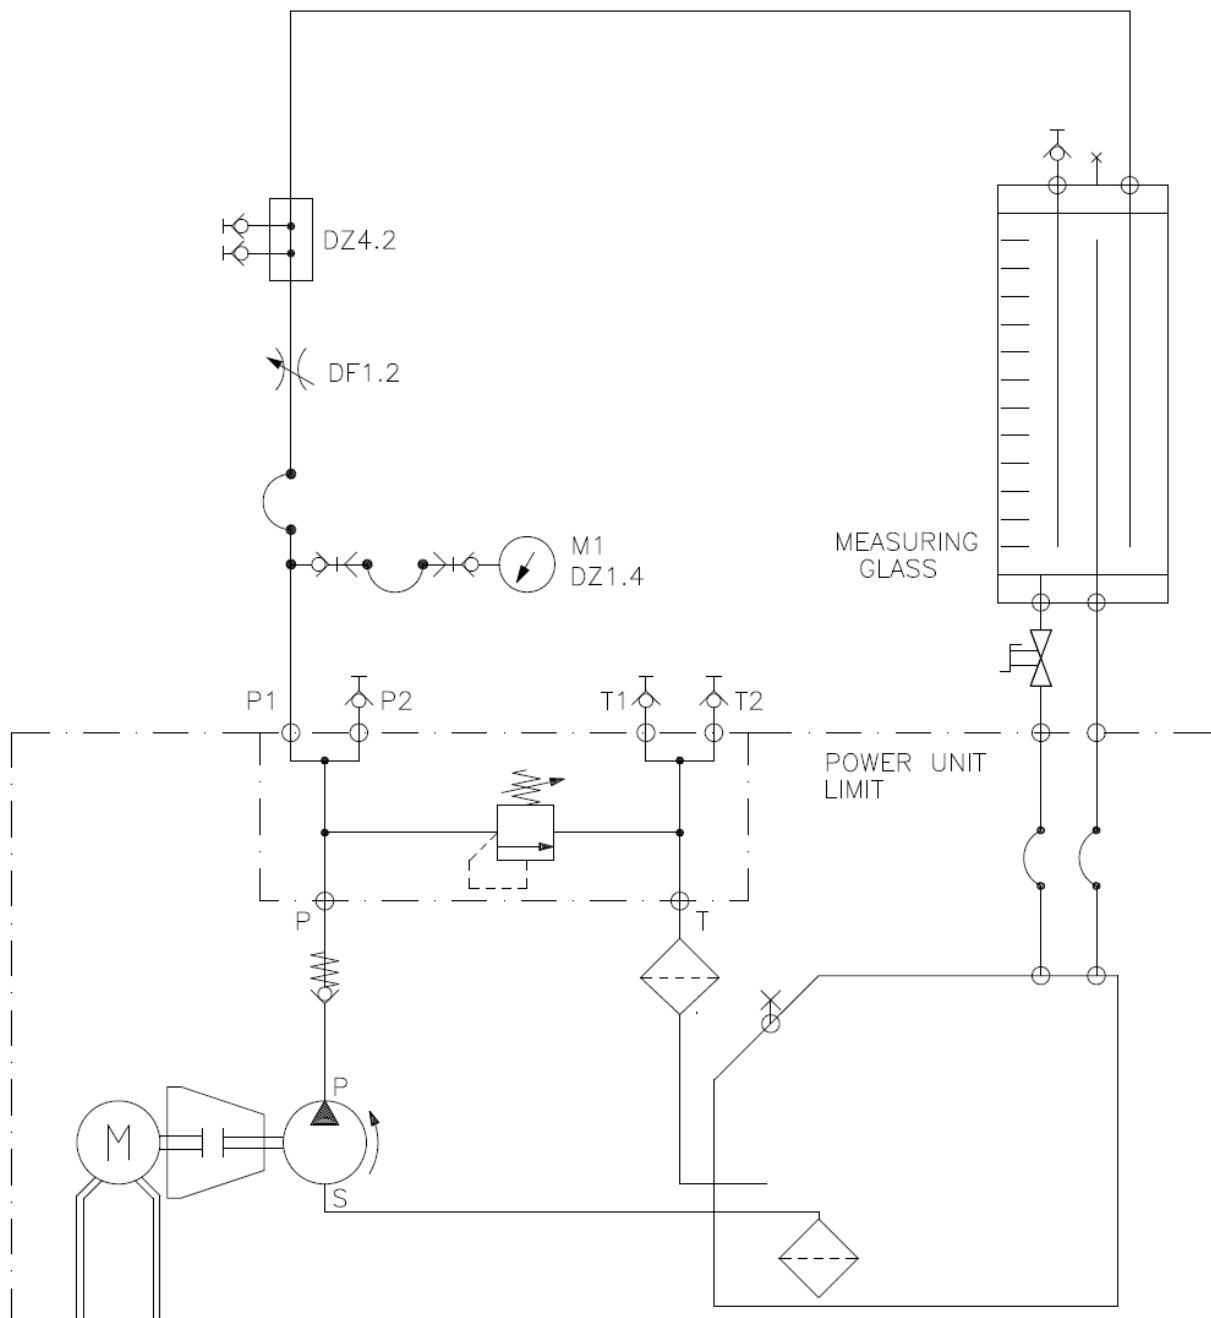 DZ4.2
DF1.2
M1
DZ1.4
MEASURING
GLASS
P1
P2
T1
T2
POWER UNIT
LIMIT
P
T
P
M
S